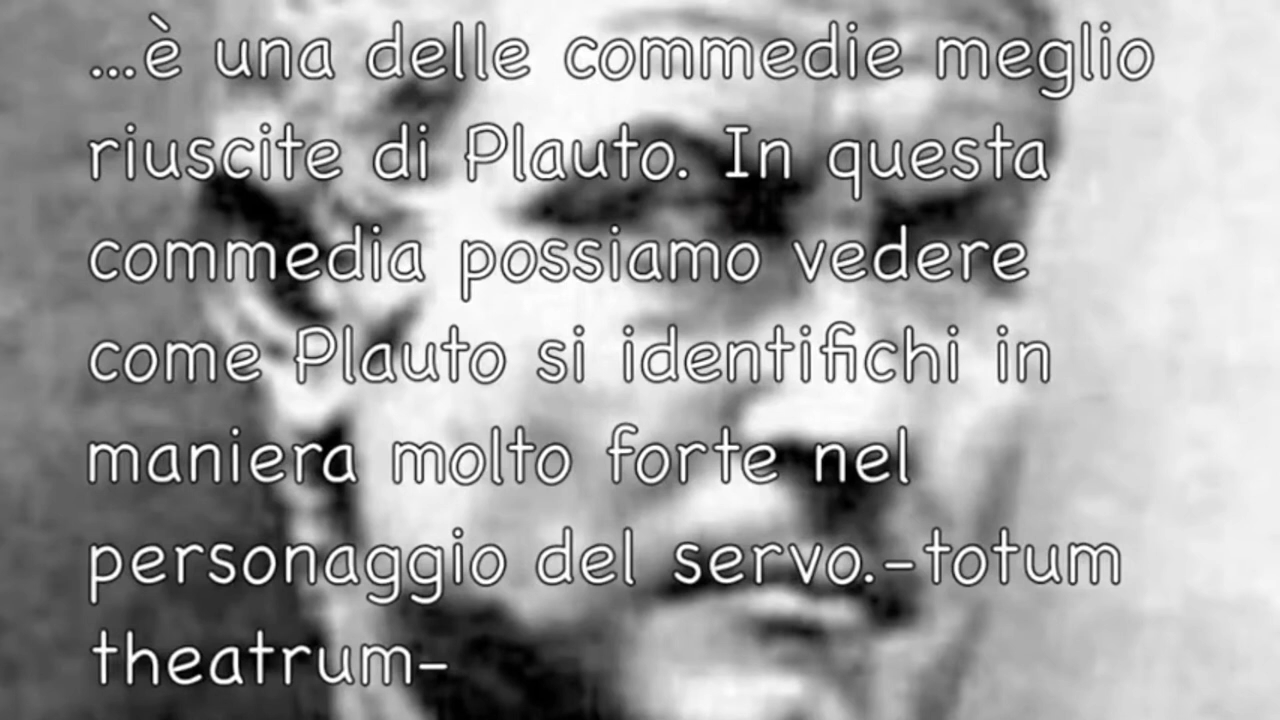 ...è una delle commedie meglio
riuscite di Plauto. In questa
commedia possiamo vedere
come Plauto si identifichi in
maniera molto forte nel
personaggio del servo.-totum
theatrum-